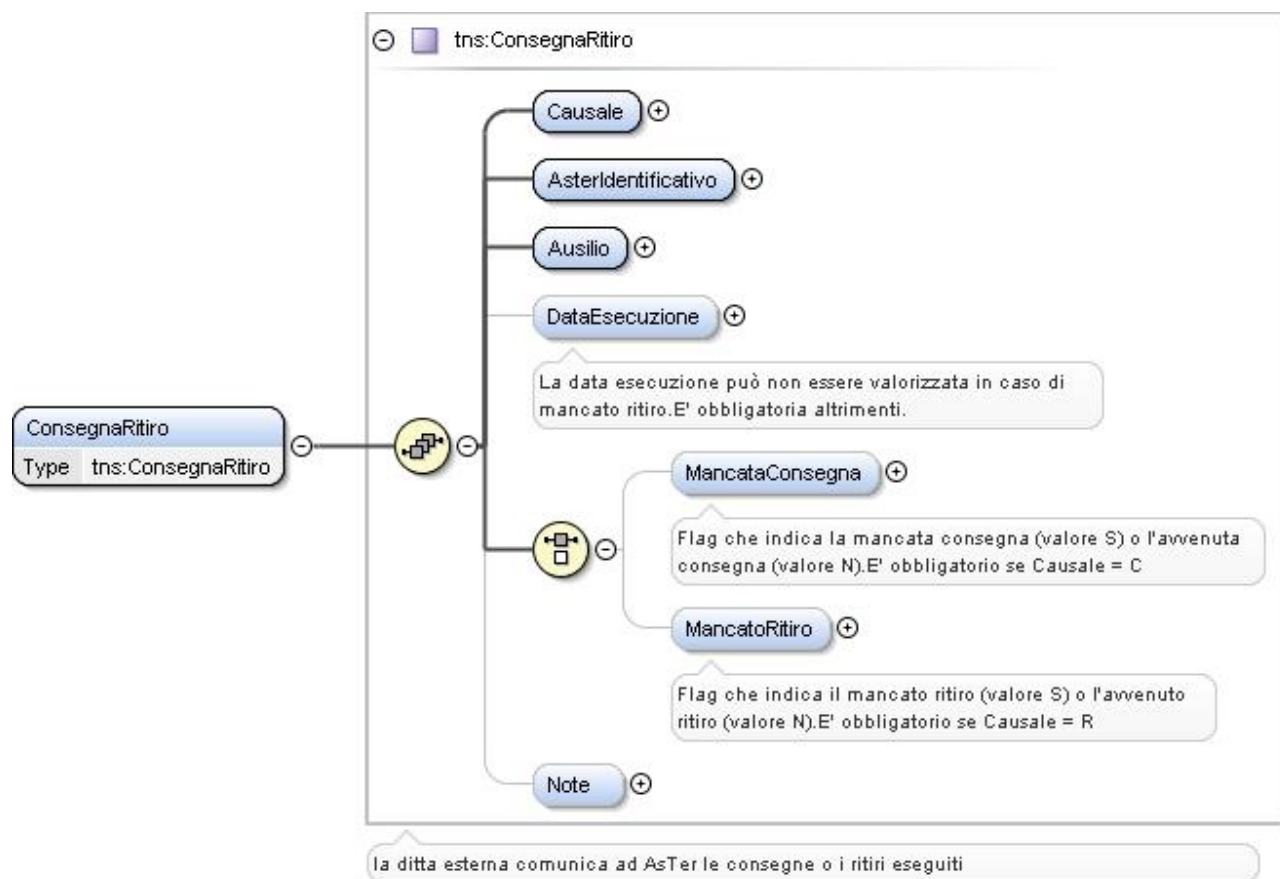 tns:ConsegnaRitiro
Causale
AsterIdentificativo
Ausilio
DataEsecuzione
La data esecuzione può non essere valorizzata in caso di
mancato ritiro.E' obbligatoria altrimenti.
ConsegnaRitiro
Type tns:ConsegnaRitiro
MancataConsegna
Flag che indica la mancata consegna (valore S) o l'avvenuta
consegna (valore N).E' obbligatorio se Causale = C
MancatoRitiro
Flag che indica il mancato ritiro (valore S) o l'avvenuto
ritiro (valore N).E' obbligatorio se Causale = R
Note
la ditta esterna comunica ad AsTer le consegne o i ritiri eseguiti